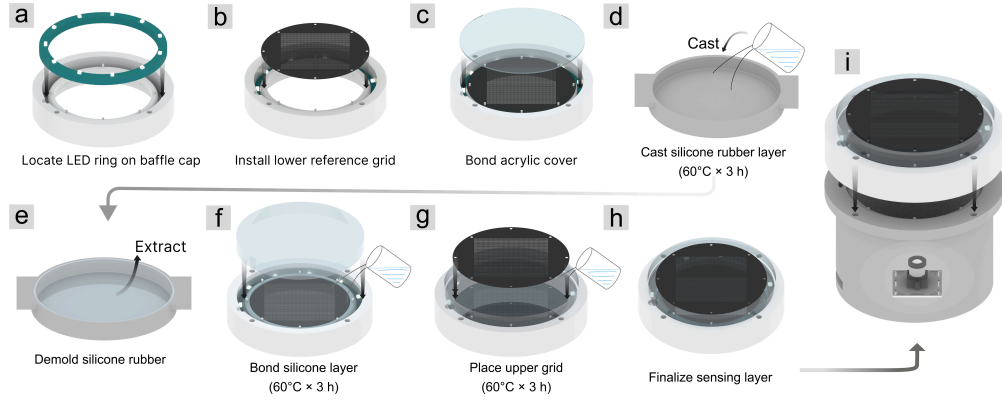 a
Locate LED ring on baffle cap
b
Install lower reference grid
c
Bond acrylic cover
d
Cast
Cast silicone rubber layer
(60°C × 3 h)
e
Extract
Demold silicone rubber
f
Bond silicone layer
(60°C × 3 h)
g
Place upper grid
(60°C × 3 h)
h
Finalize sensing layer
i